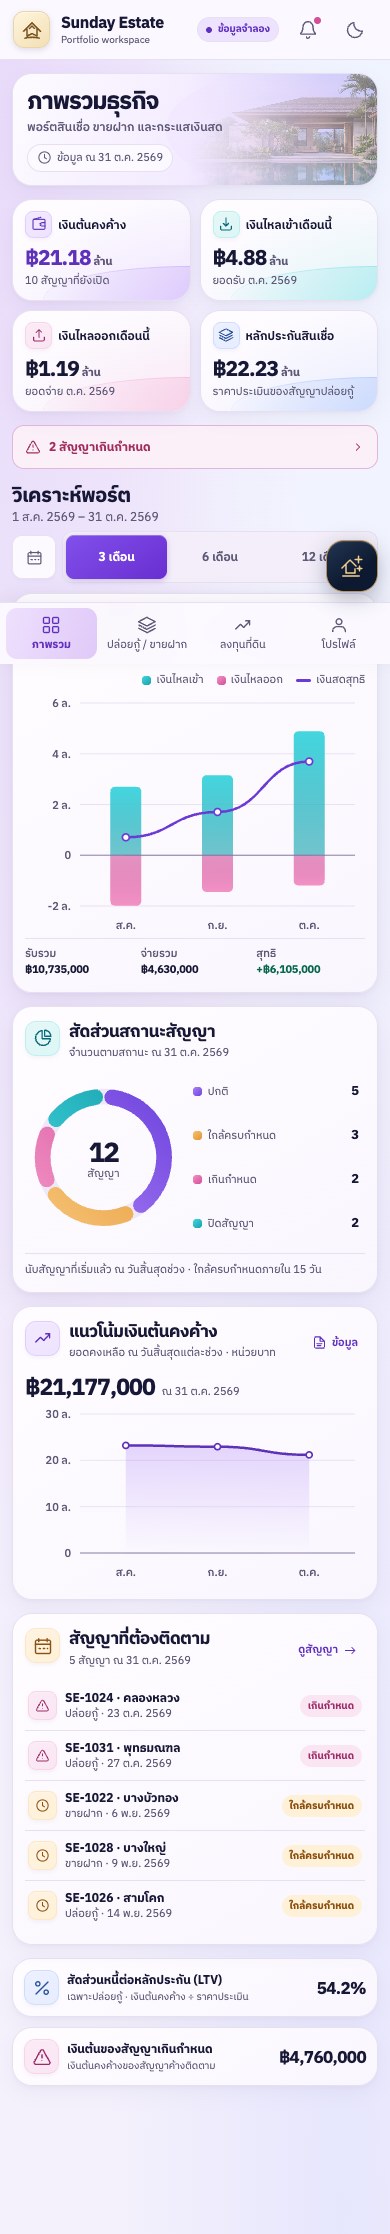 Sunday Estate
Portfolio workspace
ข้อมูลจำลอง
ภาพรวมธุรกิจ
พอร์ตสินเชื่อ ขายฝาก และกระแสเงินสด
ข้อมูล ณ 31 ต.ค. 2569
เงินต้นคงค้าง
฿21.18 ล้าน
10 สัญญาที่ยังเปิด
เงินไหลเข้าเดือนนี้
฿4.88 ล้าน
ยอดรับ ต.ค. 2569
เงินไหลออกเดือนนี้
฿1.19 ล้าน
ยอดจ่าย ต.ค. 2569
หลักประกันสินเชื่อ
฿22.23 ล้าน
ราคาประเมินของสัญญาปล่อยกู้
2 สัญญาเกินกำหนด
วิเคราะห์พอร์ต
1 ส.ค. 2569 – 31 ต.ค. 2569
3 เดือน
6 เดือน
12
ภาพรวม
ปล่อยกู้ / ขายฝาก
ลงทุนที่ดิน
โปรไฟล์
เงินไหลเข้า
เงินไหลออก
เงินสดสุทธิ
6 ล.
4 ล.
2 ล.
0
-2 ล.
ส.ค.
ก.ย.
ต.ค.
รับรวม
฿10,735,000
จ่ายรวม
฿4,630,000
สุทธิ
+฿6,105,000
สัดส่วนสถานะสัญญา
จำนวนตามสถานะ ณ 31 ต.ค. 2569
12
สัญญา
ปกติ 5
ใกล้ครบกำหนด 3
เกินกำหนด 2
ปิดสัญญา 2
นับสัญญาที่เริ่มแล้ว ณ วันสิ้นสุดช่วง · ใกล้ครบกำหนดภายใน 15 วัน
แนวโน้มเงินต้นคงค้าง
ยอดคงเหลือ ณ วันสิ้นสุดแต่ละช่วง · หน่วยบาท
ข้อมูล
฿21,177,000 ณ 31 ต.ค. 2569
30 ล.
20 ล.
10 ล.
0
ส.ค.
ก.ย.
ต.ค.
สัญญาที่ต้องติดตาม
5 สัญญา ณ 31 ต.ค. 2569
ดูสัญญา →
SE-1024 · คลองหลวง
ปล่อยกู้ · 23 ต.ค. 2569
เกินกำหนด
SE-1031 · พุทธมณฑล
ปล่อยกู้ · 27 ต.ค. 2569
เกินกำหนด
SE-1022 · บางบัวทอง
ขายฝาก · 6 พ.ย. 2569
ใกล้ครบกำหนด
SE-1028 · บางใหญ่
ขายฝาก · 9 พ.ย. 2569
ใกล้ครบกำหนด
SE-1026 · สามโคก
ปล่อยกู้ · 14 พ.ย. 2569
ใกล้ครบกำหนด
สัดส่วนหนี้ต่อหลักประกัน (LTV)
เฉพาะปล่อยกู้ · เงินต้นคงค้าง ÷ ราคาประเมิน
54.2%
เงินต้นของสัญญาเกินกำหนด
เงินต้นคงค้างของสัญญาค้างติดตาม
฿4,760,000